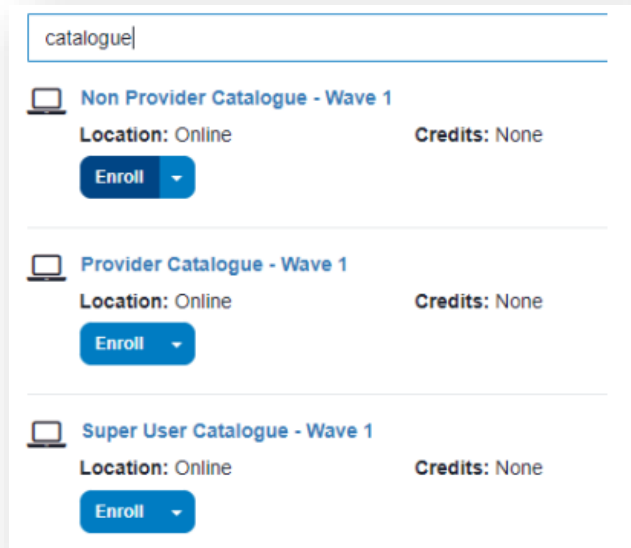 catalogue
Non Provider Catalogue - Wave 1
Location: Online Credits: None
Enroll
Provider Catalogue - Wave 1
Location: Online Credits: None
Enroll
Super User Catalogue - Wave 1
Location: Online Credits: None
Enroll